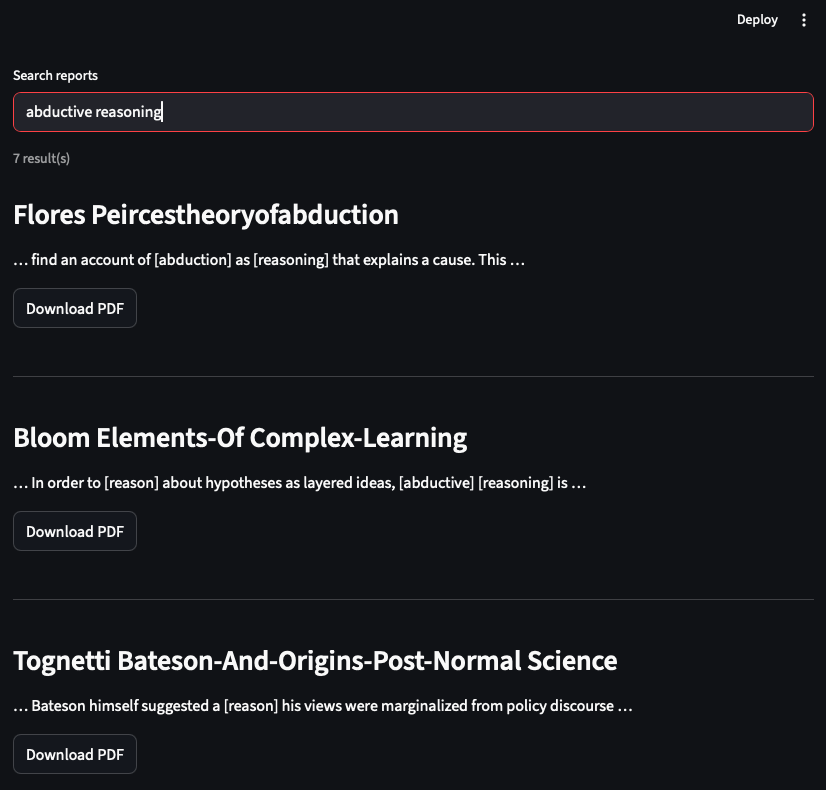 Deploy
Search reports
abductive reasoning
7 result(s)
Flores Peircestheoryofabduction
… find an account of [abduction] as [reasoning] that explains a cause. This …
Download PDF
Bloom Elements-Of Complex-Learning
… In order to [reason] about hypotheses as layered ideas, [abductive] [reasoning] is …
Download PDF
Tognetti Bateson-And-Origins-Post-Normal Science
… Bateson himself suggested a [reason] his views were marginalized from policy discourse …
Download PDF